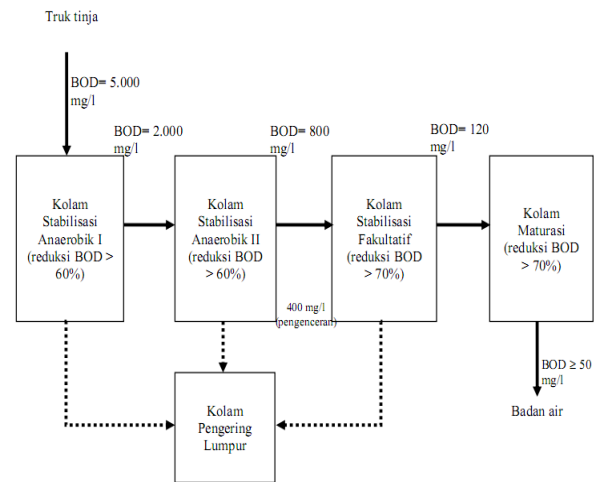 Truk tinja
BOD= 5.000
mg/l
BOD= 2.000
mg/l
BOD= 800
mg/l
BOD= 120
mg/l
Kolam
Stabilisasi
Anaerobik I
(reduksi BOD >
60%)
Kolam
Stabilisasi
Anaerobik II
(reduksi BOD
> 60%)
Kolam
Stabilisasi
Fakultatif
(reduksi BOD
> 70%)
Kolam
Maturasi
(reduksi BOD
> 70%)
400 mg/l
(pengenceran)
BOD ≥ 50
mg/l
Kolam
Pengering
Lumpur
Badan air